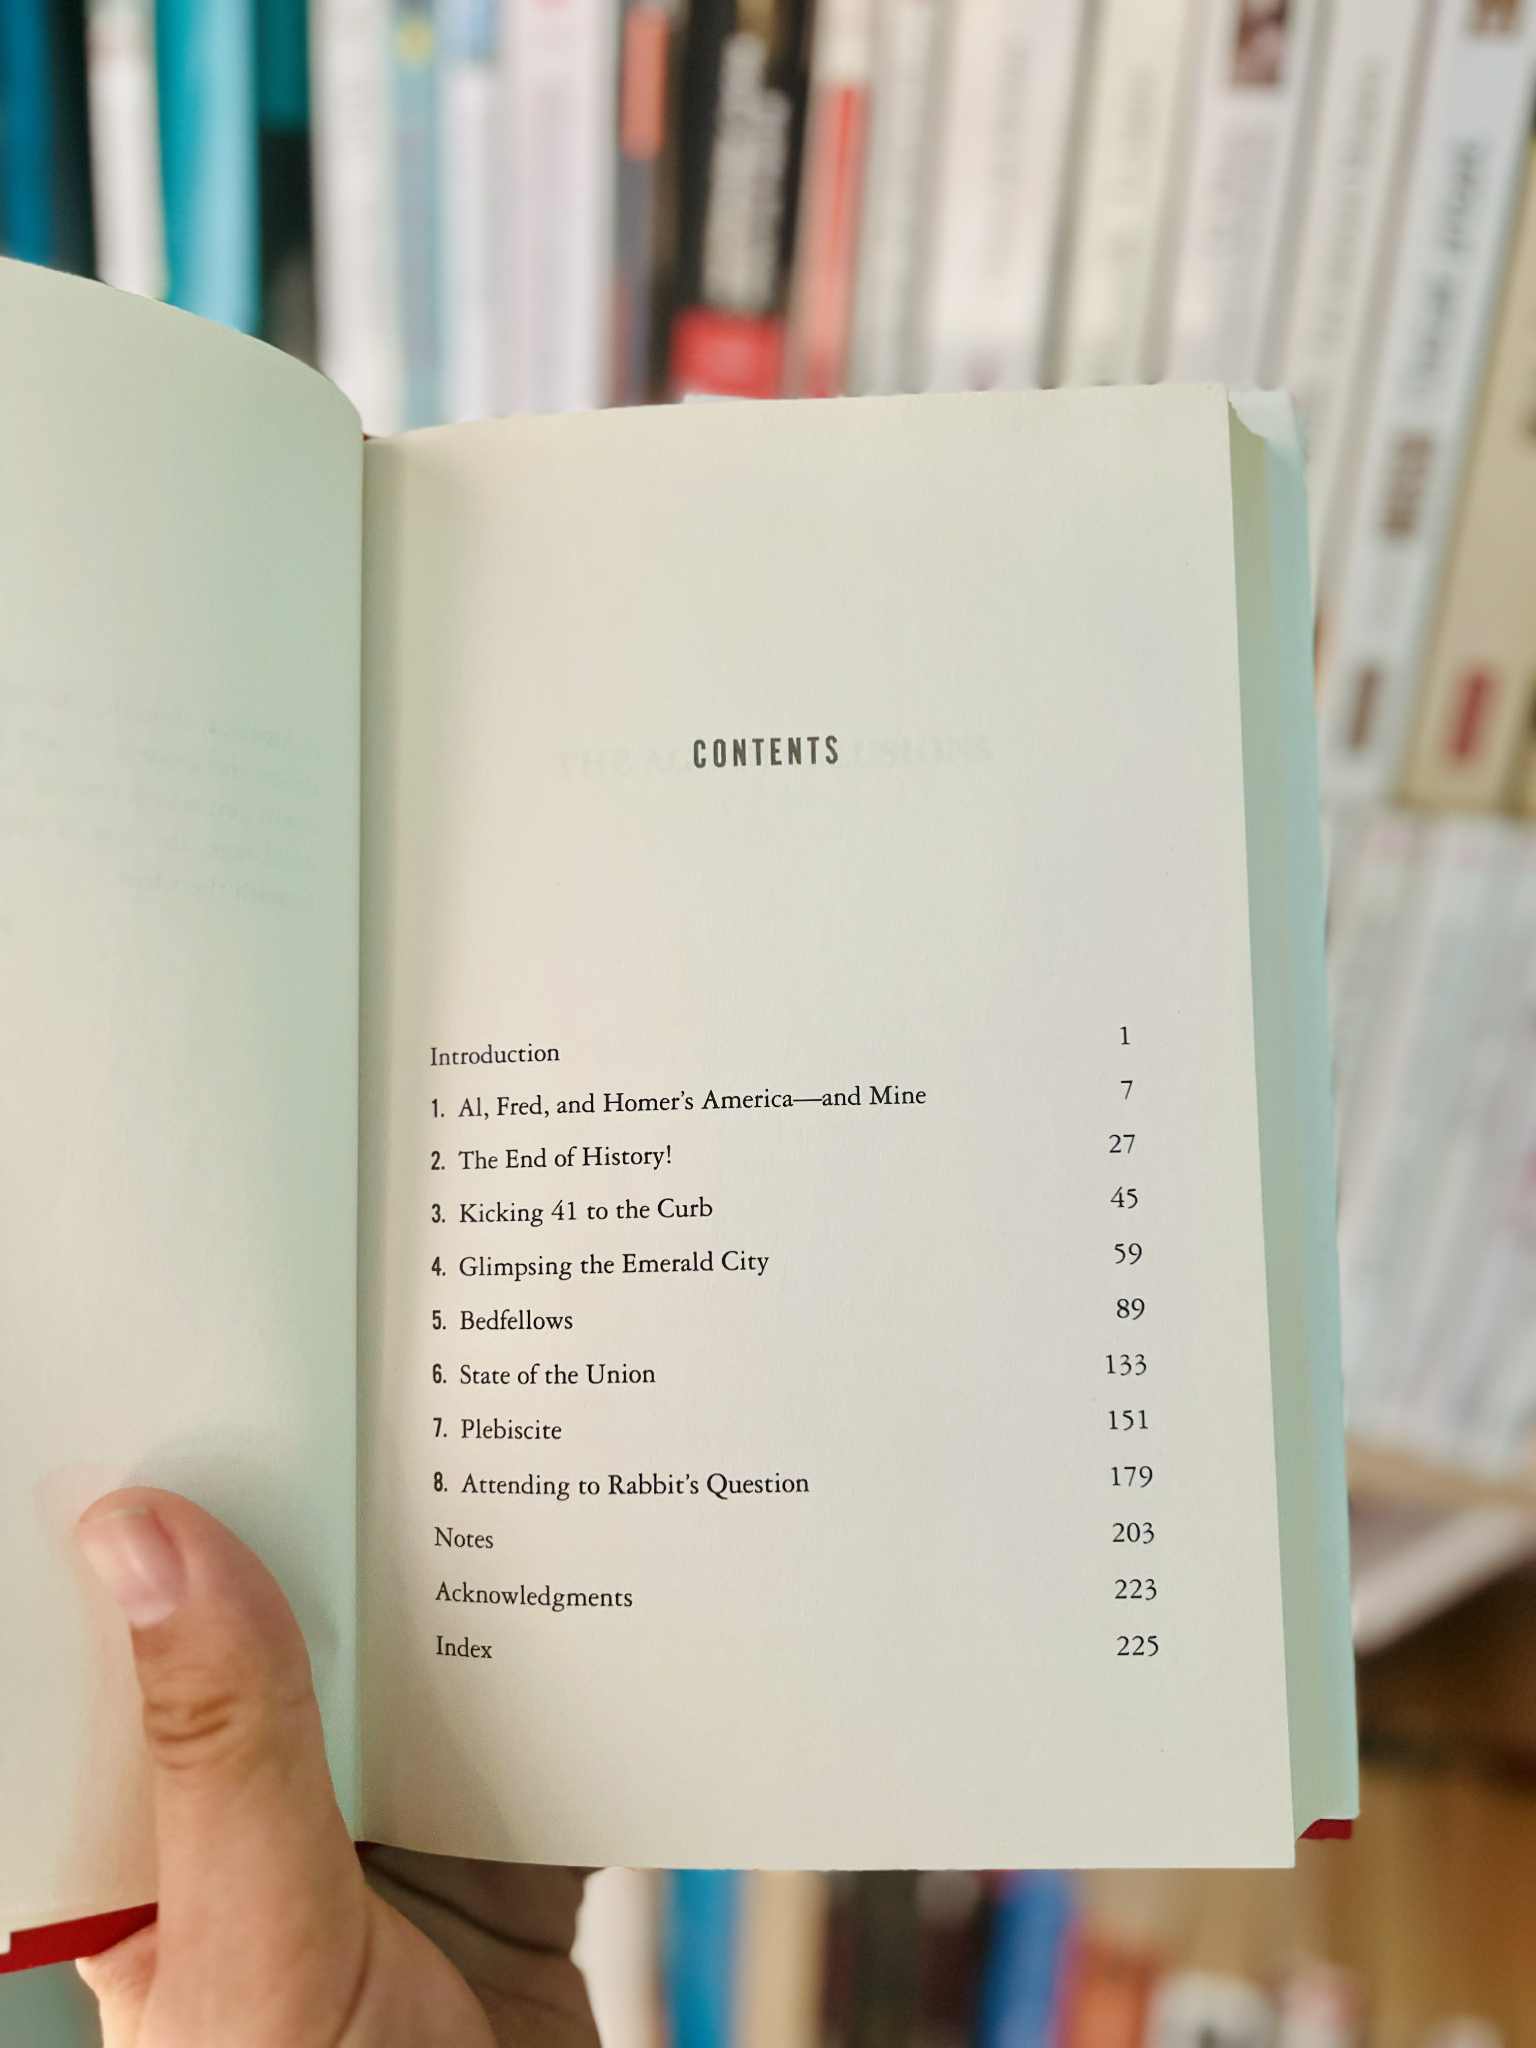 CONTENTS
Introduction 1
1. Al, Fred, and Homer's America—and Mine 7
2. The End of History! 27
3. Kicking 41 to the Curb 45
4. Glimpsing the Emerald City 59
5. Bedfellows 89
6. State of the Union 133
7. Plebiscite 151
8. Attending to Rabbit's Question 179
Notes 203
Acknowledgments 223
Index 225